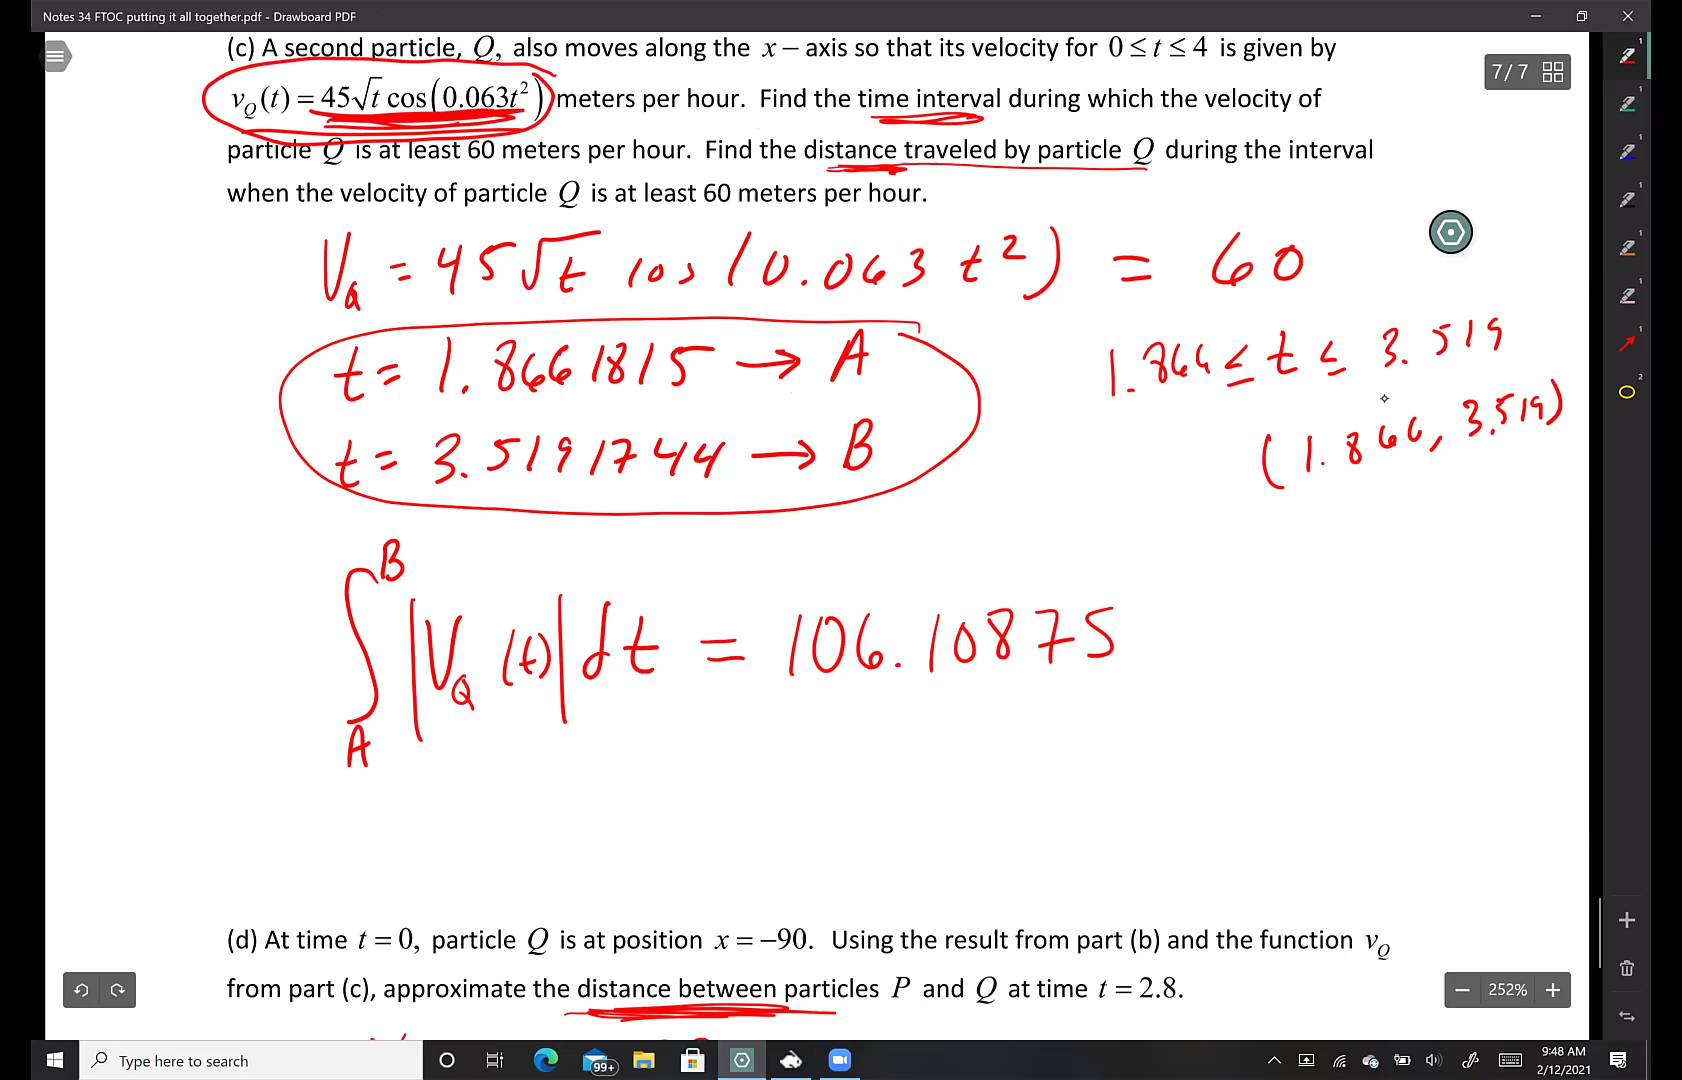 Notes 34 FTOC putting it all together.pdf - Drawboard PDF
(c) A second particle, Q, also moves along the x − axis so that its velocity for 0 ≤ t ≤ 4 is given by
7 / 7
v_Q(t) = 45√t cos(0.063t²) meters per hour. Find the time interval during which the velocity of
particle Q is at least 60 meters per hour. Find the distance traveled by particle Q during the interval
when the velocity of particle Q is at least 60 meters per hour.
V_Q = 45√t cos(0.063 t²) = 60
t = 1.8661815 → A
1.866 ≤ t ≤ 3.519
t = 3.5191744 → B
(1.866, 3.519)
∫_A^B |V_Q(t)| dt = 106.10875
(d) At time t = 0, particle Q is at position x = −90. Using the result from part (b) and the function v_Q
from part (c), approximate the distance between particles P and Q at time t = 2.8.
252%
Type here to search
99+
9:48 AM
2/12/2021